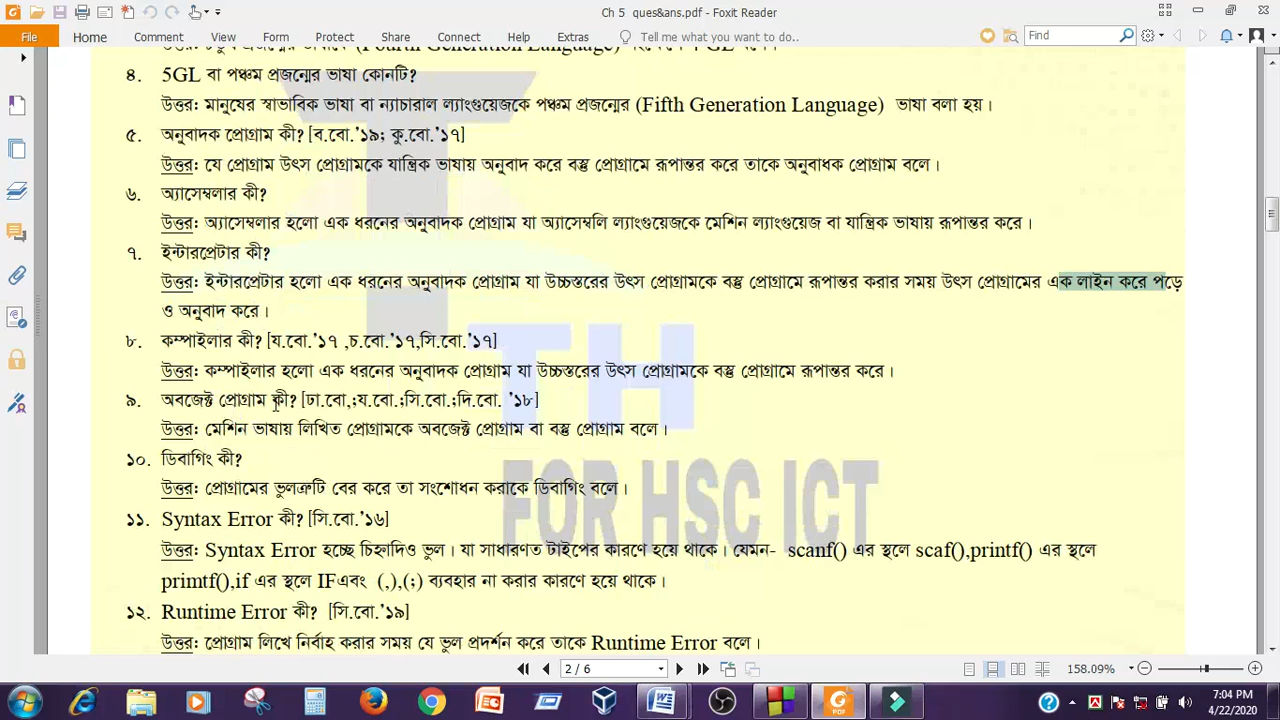 Ch 5 ques&ans.pdf - Foxit Reader
File Home Comment View Form Protect Share Connect Help Extras Tell me what you want to do.. Find
(Fourth Generation Language)
৪. 5GL বা পঞ্চম প্রজন্মের ভাষা কোনটি?
উত্তর: মানুষের স্বাভাবিক ভাষা বা ন্যাচারাল ল্যাংগুয়েজকে পঞ্চম প্রজন্মের (Fifth Generation Language) ভাষা বলা হয়।
৫. অনুবাদক প্রোগ্রাম কী? [ব.বো.'১৯; কু.বো.'১৭]
উত্তর: যে প্রোগ্রাম উৎস প্রোগ্রামকে যান্ত্রিক ভাষায় অনুবাদ করে বস্তু প্রোগ্রামে রূপান্তর করে তাকে অনুবাধক প্রোগ্রাম বলে।
৬. অ্যাসেম্বলার কী?
উত্তর: অ্যাসেম্বলার হলো এক ধরনের অনুবাদক প্রোগ্রাম যা অ্যাসেম্বলি ল্যাংগুয়েজকে মেশিন ল্যাংগুয়েজ বা যান্ত্রিক ভাষায় রূপান্তর করে।
৭. ইন্টারপ্রেটার কী?
উত্তর: ইন্টারপ্রেটার হলো এক ধরনের অনুবাদক প্রোগ্রাম যা উচ্চস্তরের উৎস প্রোগ্রামকে বস্তু প্রোগ্রামে রূপান্তর করার সময় উৎস প্রোগ্রামের এক লাইন করে পড়ে
ও অনুবাদ করে।
৮. কম্পাইলার কী? [য.বো.'১৭ ,চ.বো.'১৭,সি.বো.'১৭]
উত্তর: কম্পাইলার হলো এক ধরনের অনুবাদক প্রোগ্রাম যা উচ্চস্তরের উৎস প্রোগ্রামকে বস্তু প্রোগ্রামে রূপান্তর করে।
৯. অবজেক্ট প্রোগ্রাম কী? [ঢা.বো,;য.বো.;সি.বো.;দি.বো. '১৮]
উত্তর: মেশিন ভাষায় লিখিত প্রোগ্রামকে অবজেক্ট প্রোগ্রাম বা বস্তু প্রোগ্রাম বলে।
১০. ডিবাগিং কী?
উত্তর: প্রোগ্রামের ভুলত্রুটি বের করে তা সংশোধন করাকে ডিবাগিং বলে।
TH
FOR HSC ICT
১১. Syntax Error কী? [সি.বো.'১৬]
উত্তর: Syntax Error হচ্ছে চিহ্নাদিও ভুল। যা সাধারণত টাইপের কারণে হয়ে থাকে। যেমন- scanf() এর স্থলে scaf(),printf() এর স্থলে
primtf(),if এর স্থলে IFএবং (,),(;) ব্যবহার না করার কারণে হয়ে থাকে।
১২. Runtime Error কী? [সি.বো.'১৯]
উত্তর: প্রোগ্রাম লিখে নির্বাহ করার সময় যে ভুল প্রদর্শন করে তাকে Runtime Error বলে।
2 / 6 158.09%
7:04 PM
4/22/2020